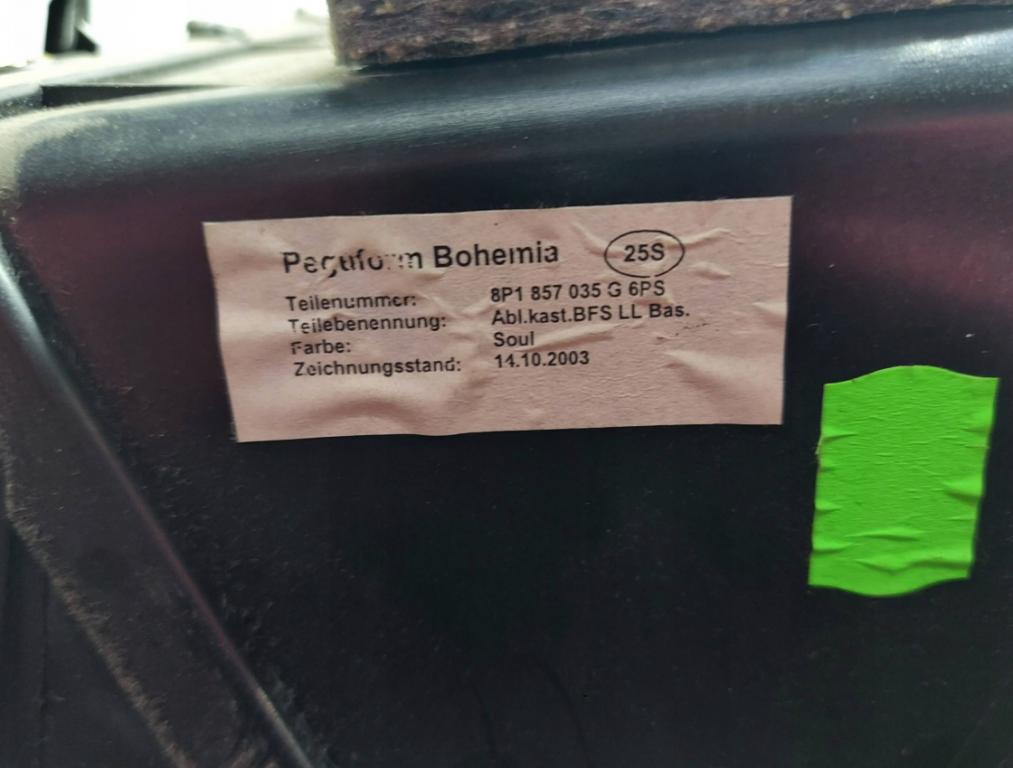 Peguform Bohemia 25S
Teilenummer: 8P1 857 035 G 6PS
Teilebenennung: Abl.kast.BFS LL Bas.
Farbe: Soul
Zeichnungsstand: 14.10.2003